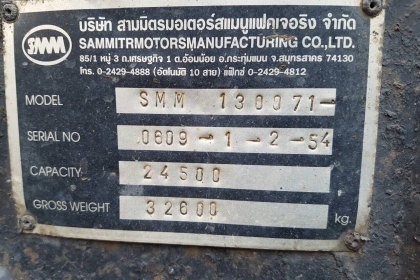 SMM
บริษัท สามมิตรมอเตอร์สแมนูแฟคเจอริง จำกัด
SAMMITRMOTORSMANUFACTURING CO.,LTD.
85/1 หมู่ 3 ถ.เศรษฐกิจ 1 ต.อ้อมน้อย อ.กระทุ่มแบน จ.สมุทรสาคร 74130
โทร. 0-2429-4888 (อัตโนมัติ 10 สาย) แฟ็กซ์ 0-2429-4812
MODEL SMM 130071-
SERIAL NO 0609-1-2-54
CAPACITY 24500
GROSS WEIGHT 32600 kg.